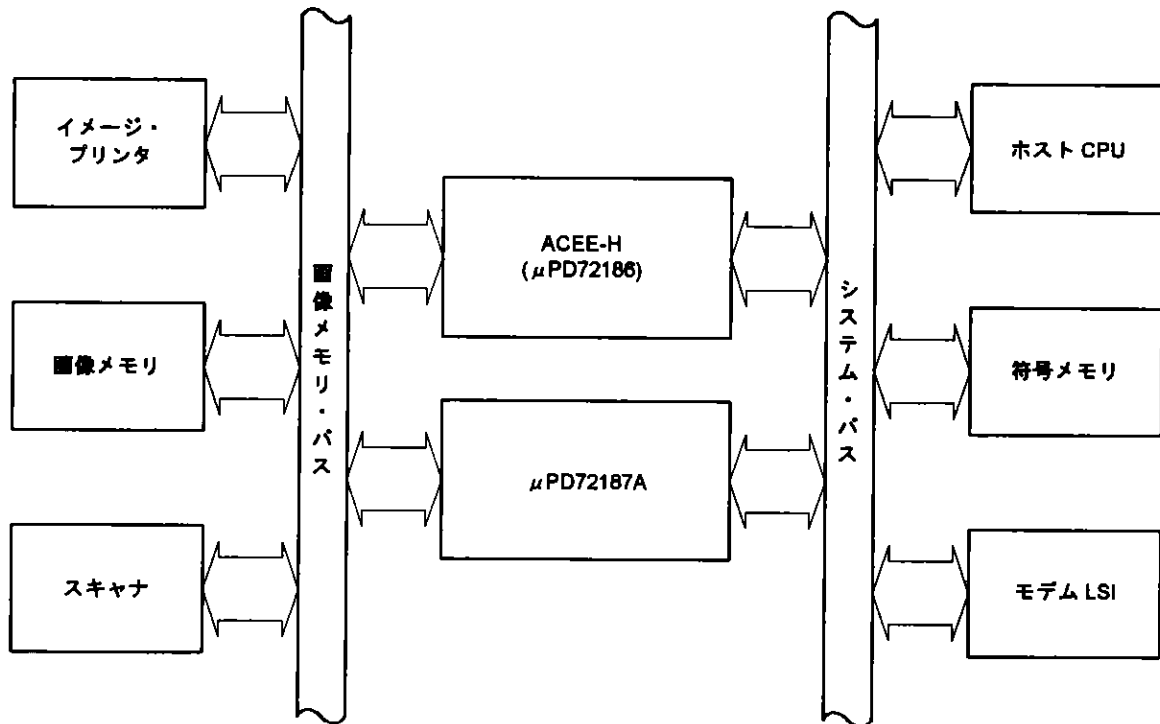 イメージ・
プリンタ
画像メモリ
スキャナ
画像メモリ・バス
ACEE-H
(μPD72186)
μPD72187A
システム・バス
ホスト CPU
符号メモリ
モデム LSI